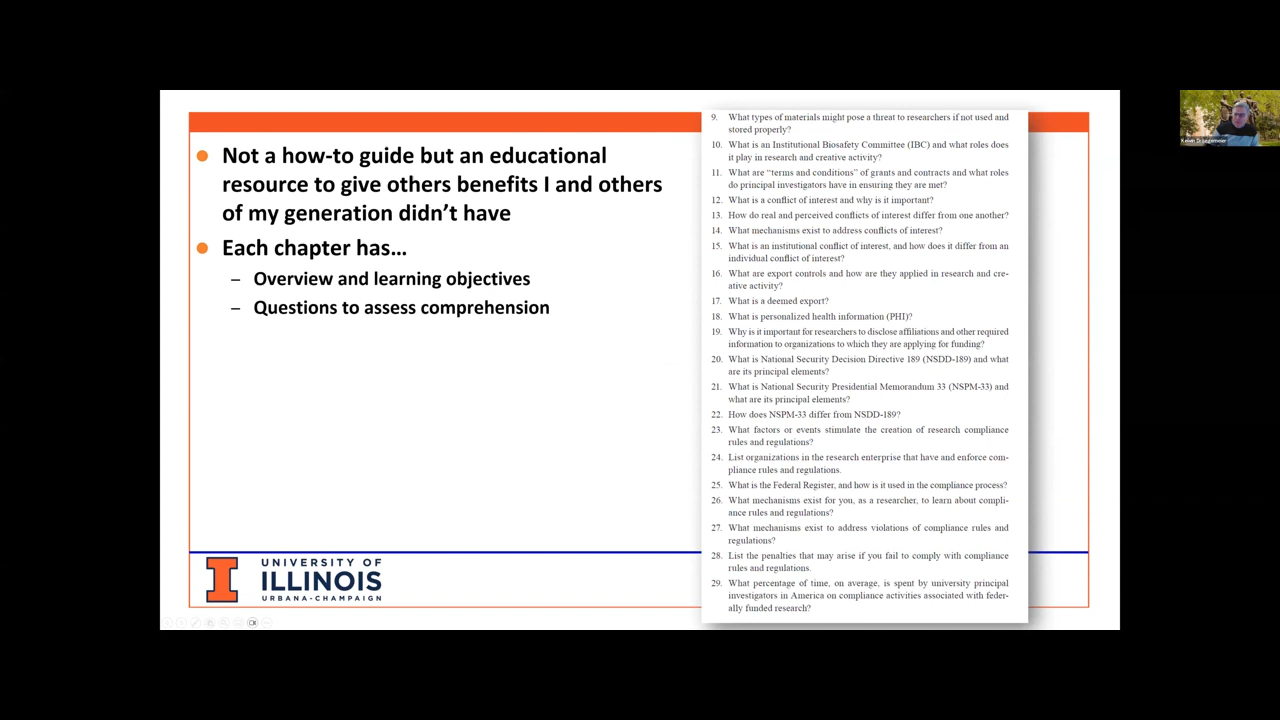 Not a how-to guide but an educational
resource to give others benefits I and others
of my generation didn't have
Each chapter has...
– Overview and learning objectives
– Questions to assess comprehension
9. What types of materials might pose a threat to researchers if not used and
stored properly?
10. What is an Institutional Biosafety Committee (IBC) and what roles does
it play in research and creative activity?
11. What are “terms and conditions” of grants and contracts and what roles
do principal investigators have in ensuring they are met?
12. What is a conflict of interest and why is it important?
13. How do real and perceived conflicts of interest differ from one another?
14. What mechanisms exist to address conflicts of interest?
15. What is an institutional conflict of interest, and how does it differ from an
individual conflict of interest?
16. What are export controls and how are they applied in research and cre-
ative activity?
17. What is a deemed export?
18. What is personalized health information (PHI)?
19. Why is it important for researchers to disclose affiliations and other required
information to organizations to which they are applying for funding?
20. What is National Security Decision Directive 189 (NSDD-189) and what
are its principal elements?
21. What is National Security Presidential Memorandum 33 (NSPM-33) and
what are its principal elements?
22. How does NSPM-33 differ from NSDD-189?
23. What factors or events stimulate the creation of research compliance
rules and regulations?
24. List organizations in the research enterprise that have and enforce com-
pliance rules and regulations.
25. What is the Federal Register, and how is it used in the compliance process?
26. What mechanisms exist for you, as a researcher, to learn about compli-
ance rules and regulations?
27. What mechanisms exist to address violations of compliance rules and
regulations?
28. List the penalties that may arise if you fail to comply with compliance
rules and regulations.
29. What percentage of time, on average, is spent by university principal
investigators in America on compliance activities associated with feder-
ally funded research?
UNIVERSITY OF
ILLINOIS
URBANA-CHAMPAIGN
Kelvin Droegemeier